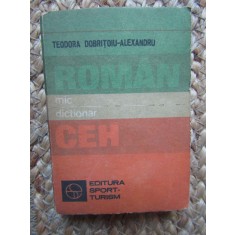 TEODORA DOBRIȚOIU-ALEXANDRU
ROMÂN
mic
dicționar
CEH
EDITURA
SPORT-
TURISM